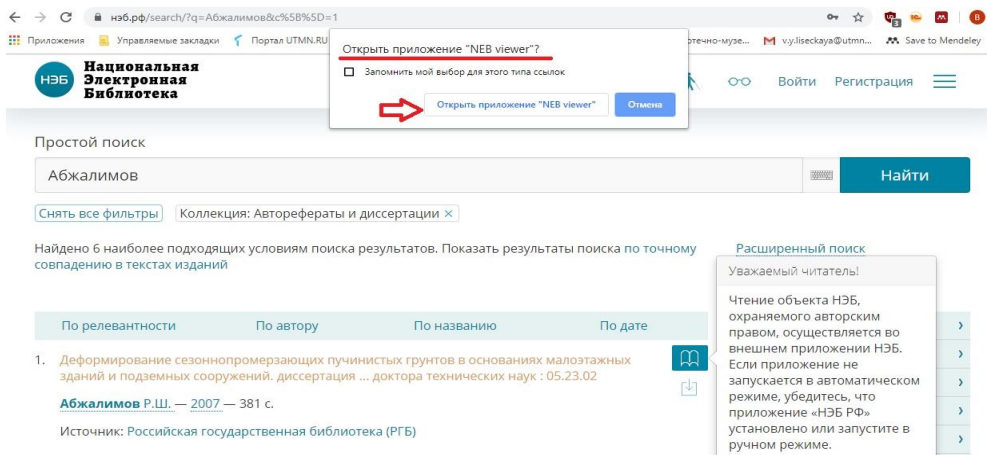 нэб.рф/search/?q=Абжалимов&c%5B%5D=1
Приложения Управляемые закладки Портал UTMN.RU
отечно-музе... v.y.liseckaya@utmn... Save to Mendeley
Открыть приложение "NEB viewer"?
Запомнить мой выбор для этого типа ссылок
Открыть приложение "NEB viewer" Отмена
нэб
Национальная
Электронная
Библиотека
Войти Регистрация
Простой поиск
Абжалимов
Найти
Снять все фильтры Коллекция: Авторефераты и диссертации ×
Найдено 6 наиболее подходящих условиям поиска результатов. Показать результаты поиска по точному
совпадению в текстах изданий
Расширенный поиск
По релевантности По автору По названию По дате
1. Деформирование сезоннопромерзающих пучинистых грунтов в основаниях малоэтажных
зданий и подземных сооружений. диссертация ... доктора технических наук : 05.23.02
Абжалимов Р.Ш. — 2007 — 381 с.
Источник: Российская государственная библиотека (РГБ)
Уважаемый читатель!
Чтение объекта НЭБ,
охраняемого авторским
правом, осуществляется во
внешнем приложении НЭБ.
Если приложение не
запускается в автоматическом
режиме, убедитесь, что
приложение «НЭБ РФ»
установлено или запустите в
ручном режиме.